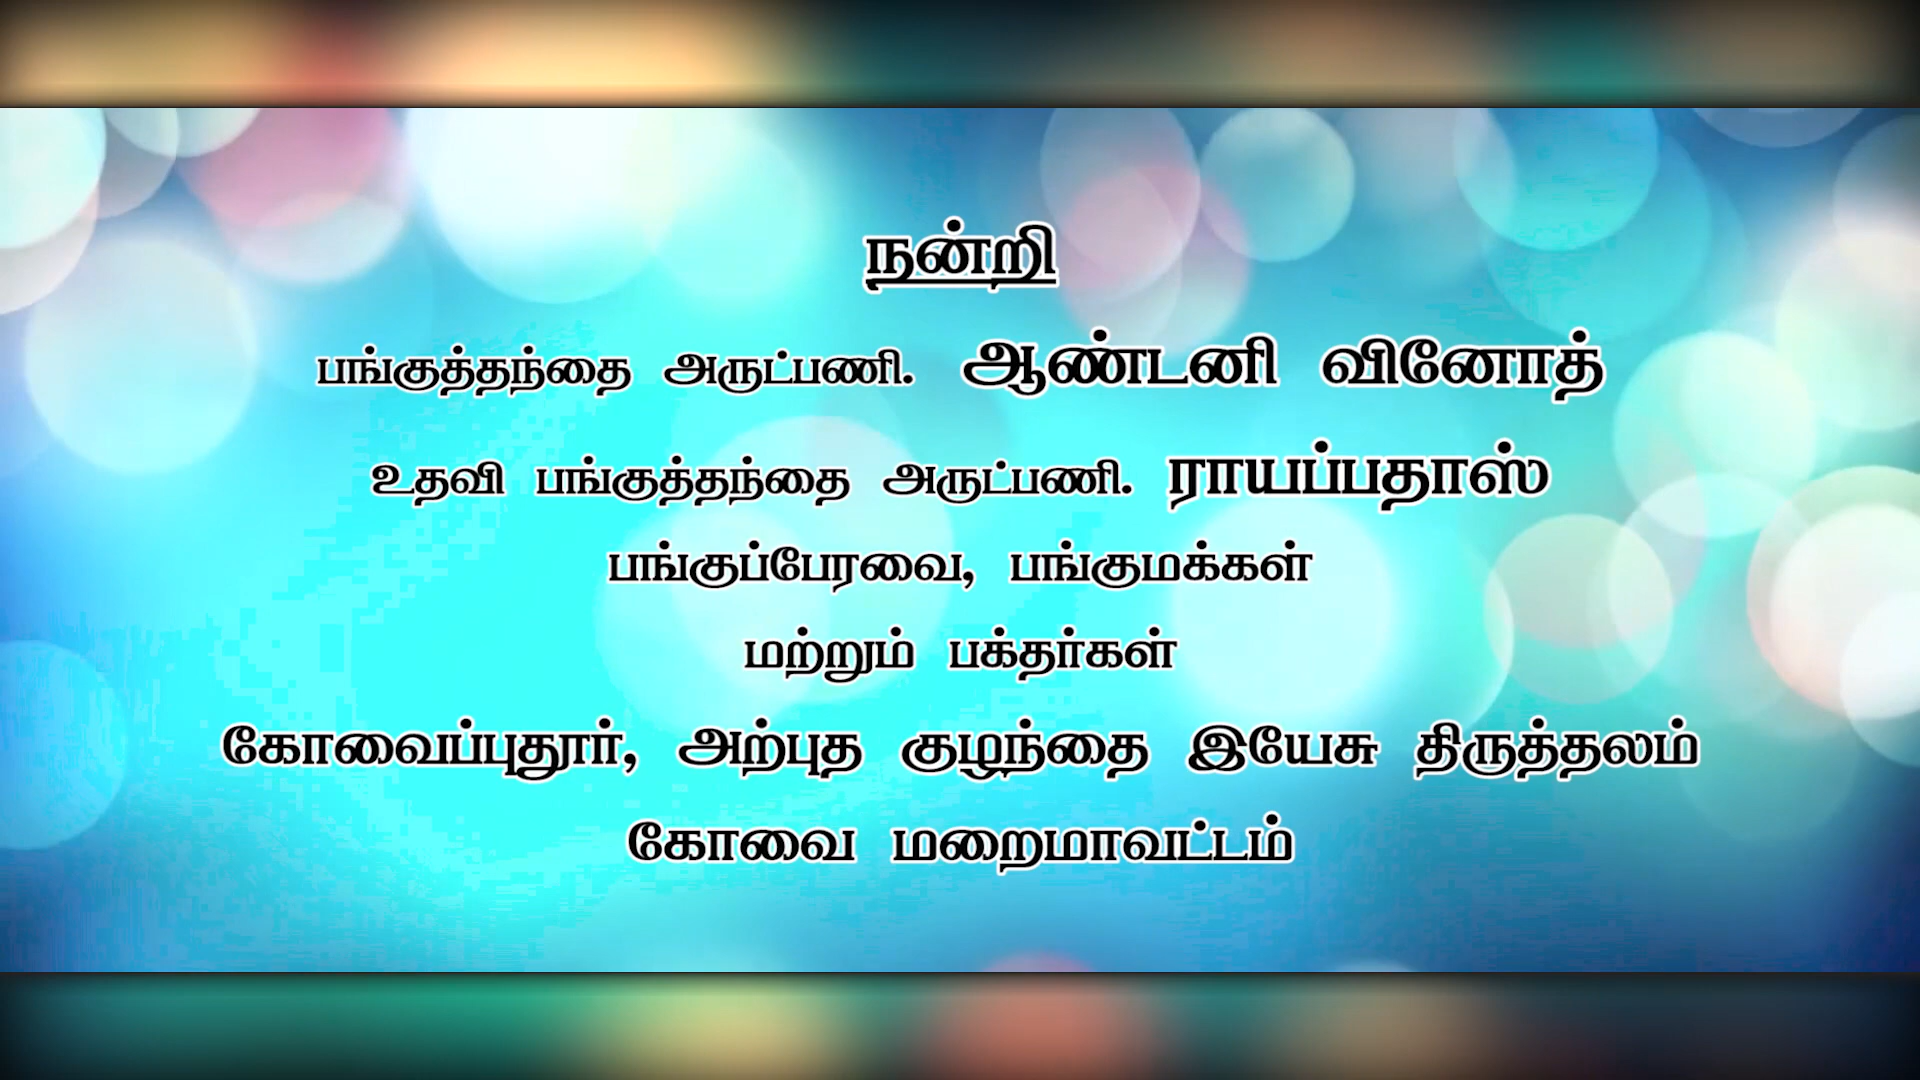 நன்றி
பங்குத்தந்தை அருட்பணி. ஆண்டனி வினோத்
உதவி பங்குத்தந்தை அருட்பணி. ராயப்பதாஸ்
பங்குப்பேரவை, பங்குமக்கள்
மற்றும் பக்தர்கள்
கோவைப்புதூர், அற்புத குழந்தை இயேசு திருத்தலம்
கோவை மறைமாவட்டம்